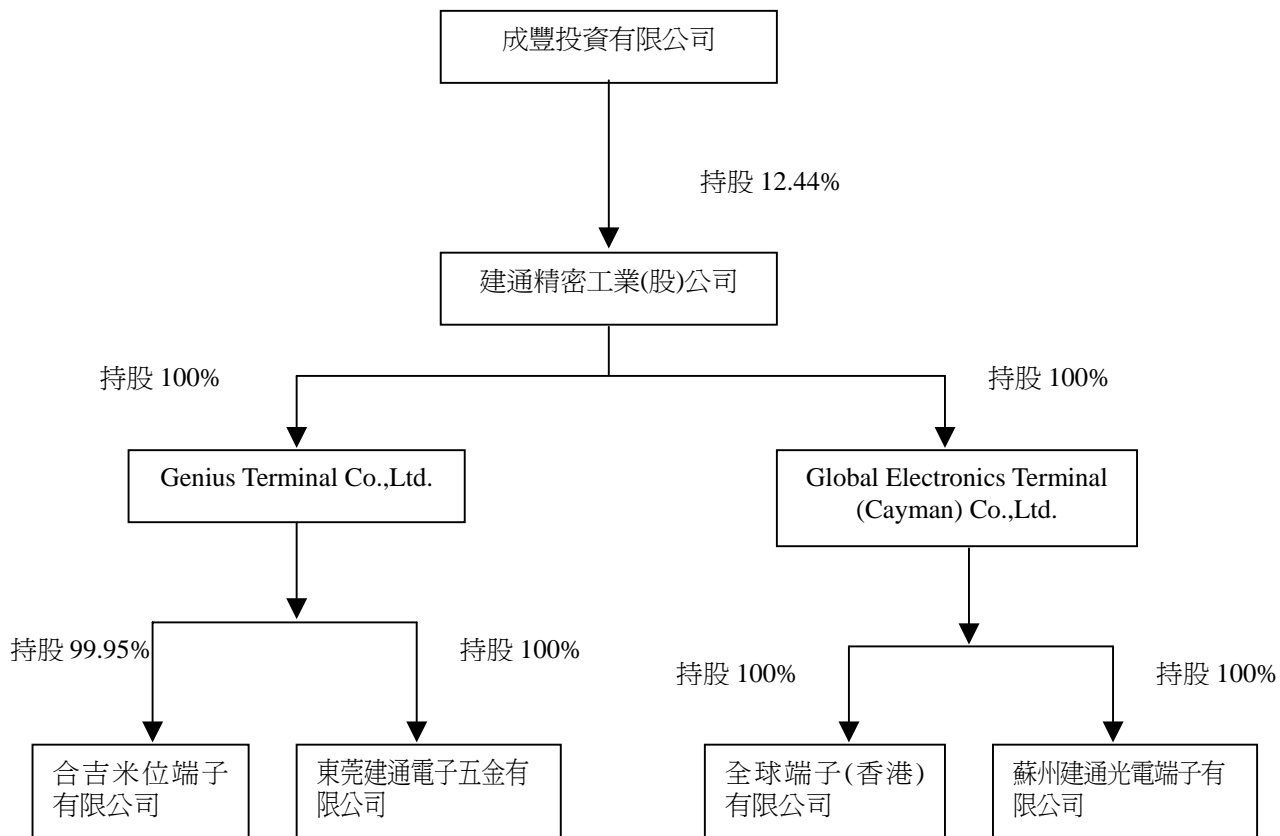 成豐投資有限公司
持股 12.44%
建通精密工業(股)公司
持股 100%
持股 100%
Genius Terminal Co.,Ltd.
Global Electronics Terminal
(Cayman) Co.,Ltd.
持股 99.95%
持股 100%
持股 100%
持股 100%
合吉米位端子
有限公司
東莞建通電子五金有
限公司
全球端子(香港)
有限公司
蘇州建通光電端子有
限公司